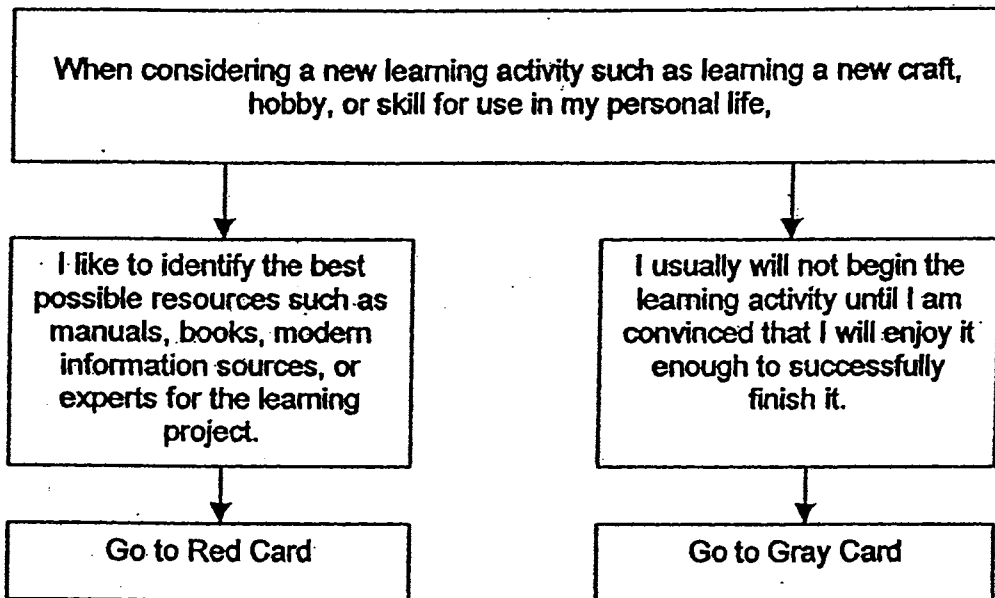 When considering a new learning activity such as learning a new craft,
hobby, or skill for use in my personal life,
I like to identify the best
possible resources such as
manuals, books, modern
information sources, or
experts for the learning
project.
I usually will not begin the
learning activity until I am
convinced that I will enjoy it
enough to successfully
finish it.
Go to Red Card
Go to Gray Card